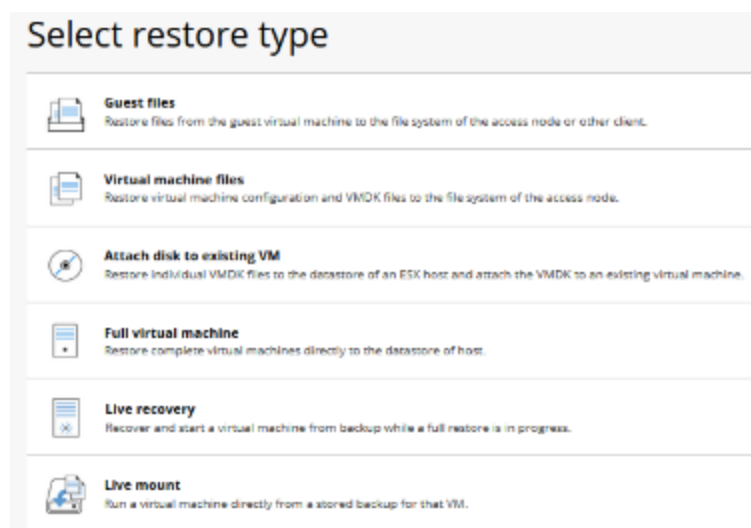 Select restore type
Guest files
Restore files from the guest virtual machine to the file system of the access node or other client.
Virtual machine files
Restore virtual machine configuration and VMDK files to the file system of the access node.
Attach disk to existing VM
Restore individual VMDK files to the datastore of an ESX host and attach the VMDK to an existing virtual machine.
Full virtual machine
Restore complete virtual machines directly to the datastore of host.
Live recovery
Recover and start a virtual machine from backup while a full restore is in progress.
Live mount
Run a virtual machine directly from a stored backup for that VM.